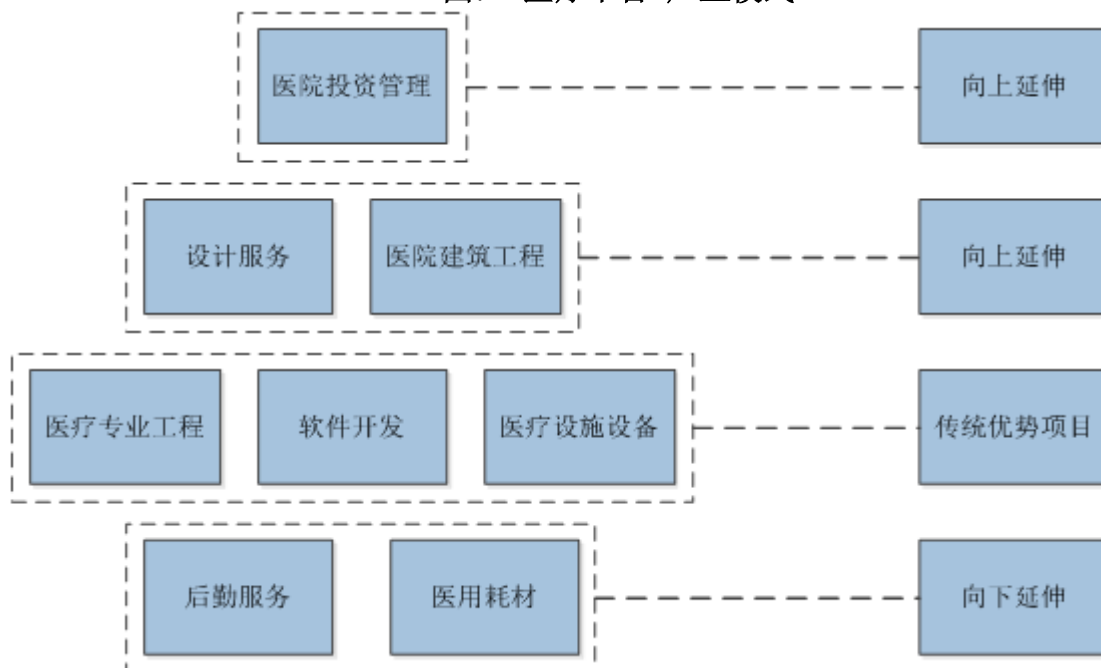 医院投资管理
向上延伸
设计服务
医院建筑工程
向上延伸
医疗专业工程
软件开发
医疗设施设备
传统优势项目
后勤服务
医用耗材
向下延伸